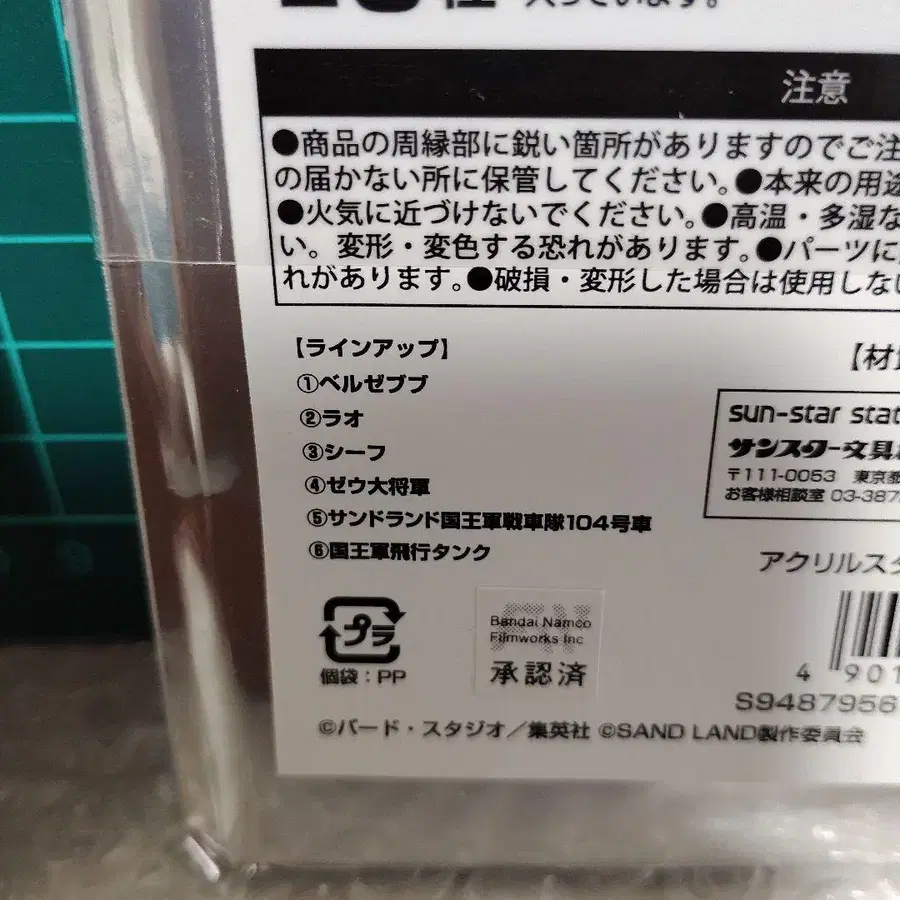 入っています。
注意
●商品の周縁部に鋭い箇所がありますのでご注
の届かない所に保管してください。●本来の用途
●火気に近づけないでください。●高温・多湿な
い。変形・変色する恐れがあります。●パーツに
れがあります。●破損・変形した場合は使用しない
【ラインアップ】
【材
①ベルゼブブ
②ラオ
③シーフ
④ゼウ大将軍
⑤サンドランド国王軍戦車隊104号車
⑥国王軍飛行タンク
sun-star stat
サンスター文具
〒111-0053 東京都
お客様相談室 03-387
アクリルスタ
プラ
個袋：PP
Bandai Namco
Filmworks Inc
承認済
4 901
S9487956
©バード・スタジオ／集英社 ©SAND LAND製作委員会